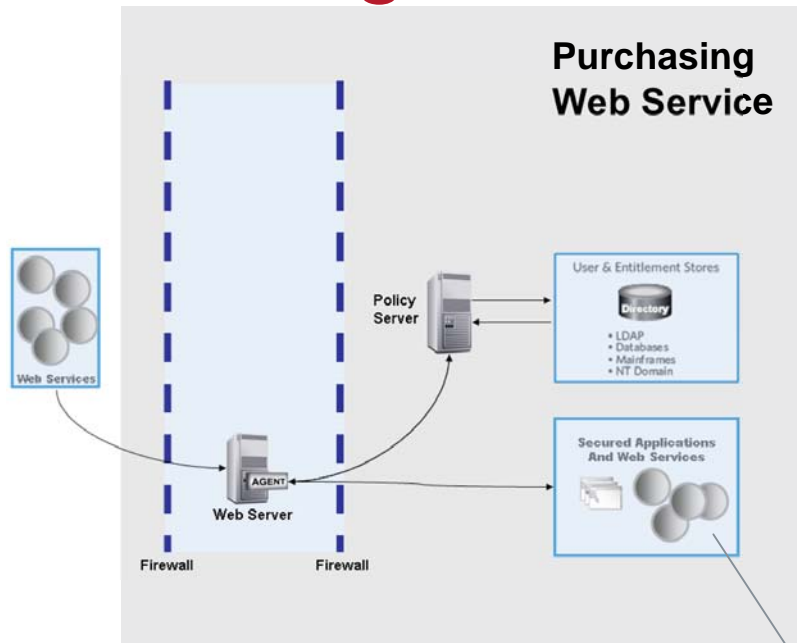 Purchasing
Web Service
User & Entitlement Stores
Directory
• LDAP
• Databases
• Mainframes
• NT Domain
Policy
Server
Web Services
Secured Applications
And Web Services
AGENT
Web Server
Firewall
Firewall